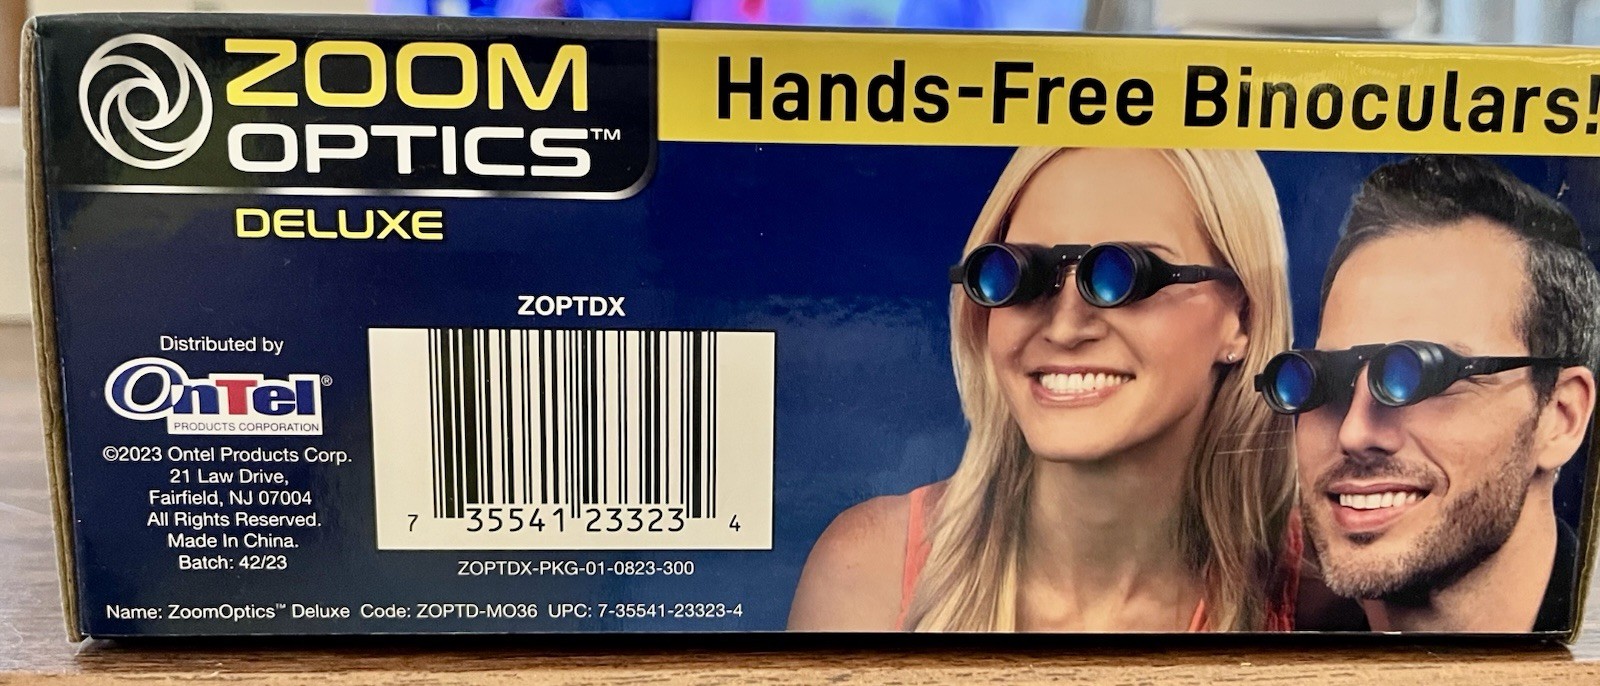 ZOOM
OPTICS™
DELUXE
Hands-Free Binoculars!
ZOPTDX
Distributed by
OnTel®
PRODUCTS CORPORATION
©2023 Ontel Products Corp.
21 Law Drive,
Fairfield, NJ 07004
All Rights Reserved.
Made In China.
Batch: 42/23
7 35541 23323 4
ZOPTDX-PKG-01-0823-300
Name: ZoomOptics™ Deluxe Code: ZOPTD-MO36 UPC: 7-35541-23323-4